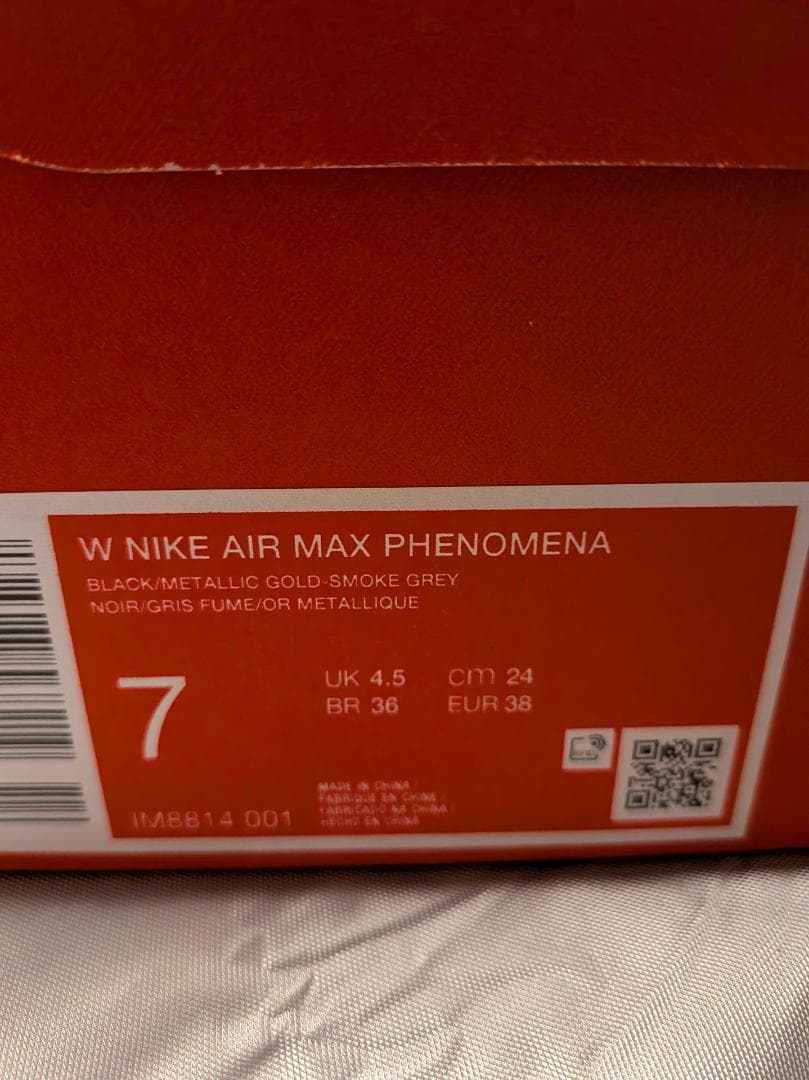 W NIKE AIR MAX PHENOMENA
BLACK/METALLIC GOLD-SMOKE GREY
NOIR/GRIS FUME/OR METALLIQUE
7
UK 4.5 cm 24
BR 36 EUR 38
IM8814 001
MADE IN CHINA
FABRIQUE EN CHINE
FABRICADO NA CHINA
HECHO EN CHINA